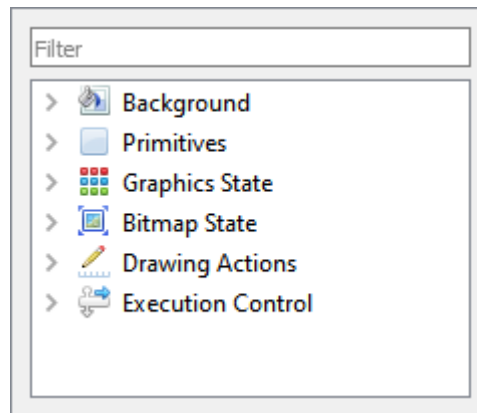 Filter
Background
Primitives
Graphics State
Bitmap State
Drawing Actions
Execution Control